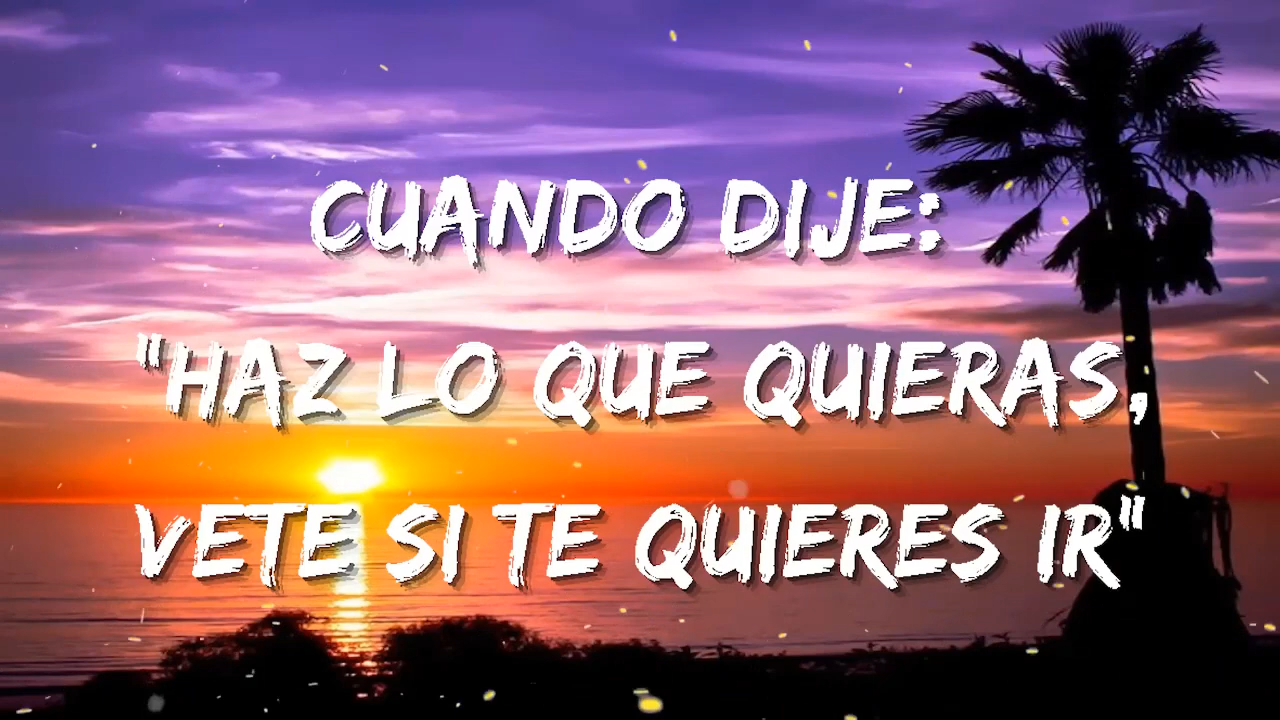 CUANDO DIJE:
"HAZ LO QUE QUIERAS,
VETE SI TE QUIERES IR"